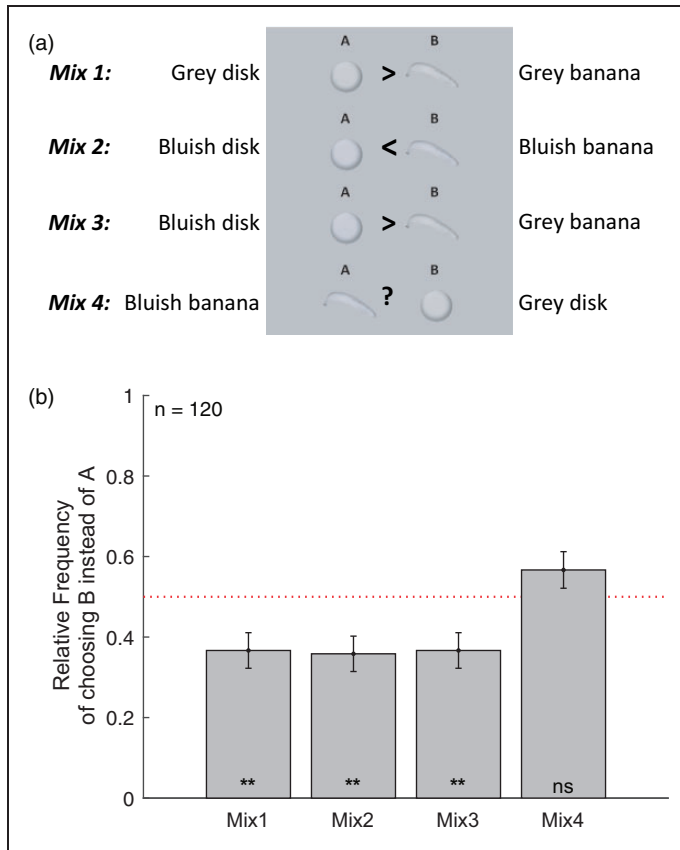 (a)
A B
Mix 1: Grey disk > Grey banana
A B
Mix 2: Bluish disk < Bluish banana
A B
Mix 3: Bluish disk > Grey banana
A B
Mix 4: Bluish banana ? Grey disk
(b)
n = 120
Relative Frequency
of choosing B instead of A
1
0.8
0.6
0.4
0.2
0
** ** ** ns
Mix1 Mix2 Mix3 Mix4